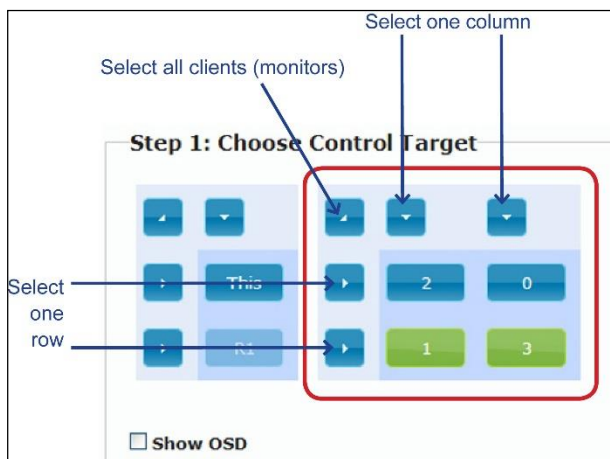 Select one column
Select all clients (monitors)
Step 1: Choose Control Target
This
2
0
Select
one
row
R1
1
3
Show OSD